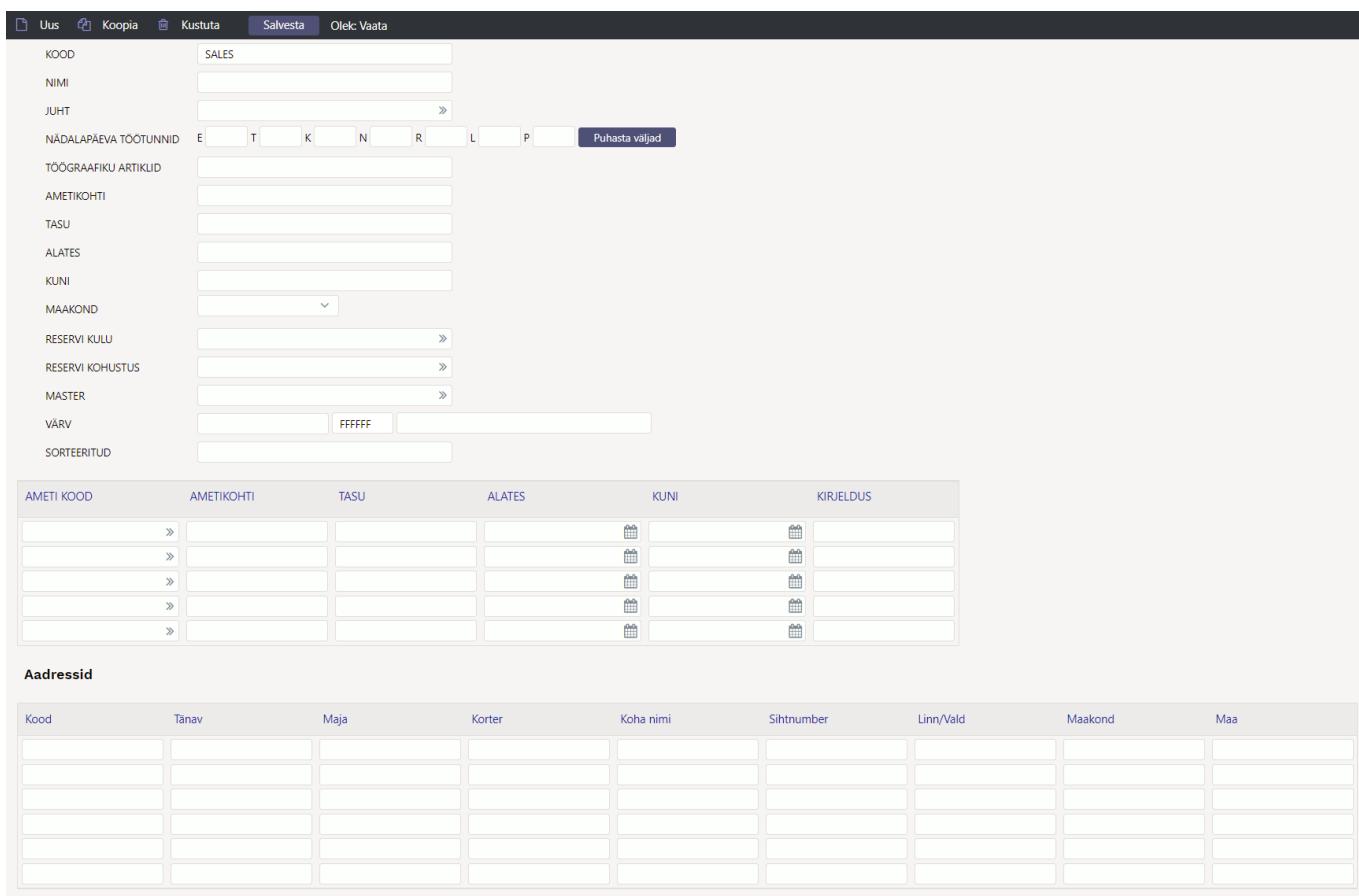 Uus Koopia Kustuta Salvesta Olek: Vaata
KOOD SALES
NIMI
JUHT
NÄDALAPÄEVA TÖÖTUNNID E T K N R L P Puhasta väljad
TÖÖGRAAFIKU ARTIKLID
AMETIKOHTI
TASU
ALATES
KUNI
MAAKOND
RESERVI KULU
RESERVI KOHUSTUS
MASTER
VÄRV FFFFFF
SORTEERITUD
AMETI KOOD AMETIKOHTI TASU ALATES KUNI KIRJELDUS
Aadressid
Kood Tänav Maja Korter Koha nimi Sihtnumber Linn/Vald Maakond Maa